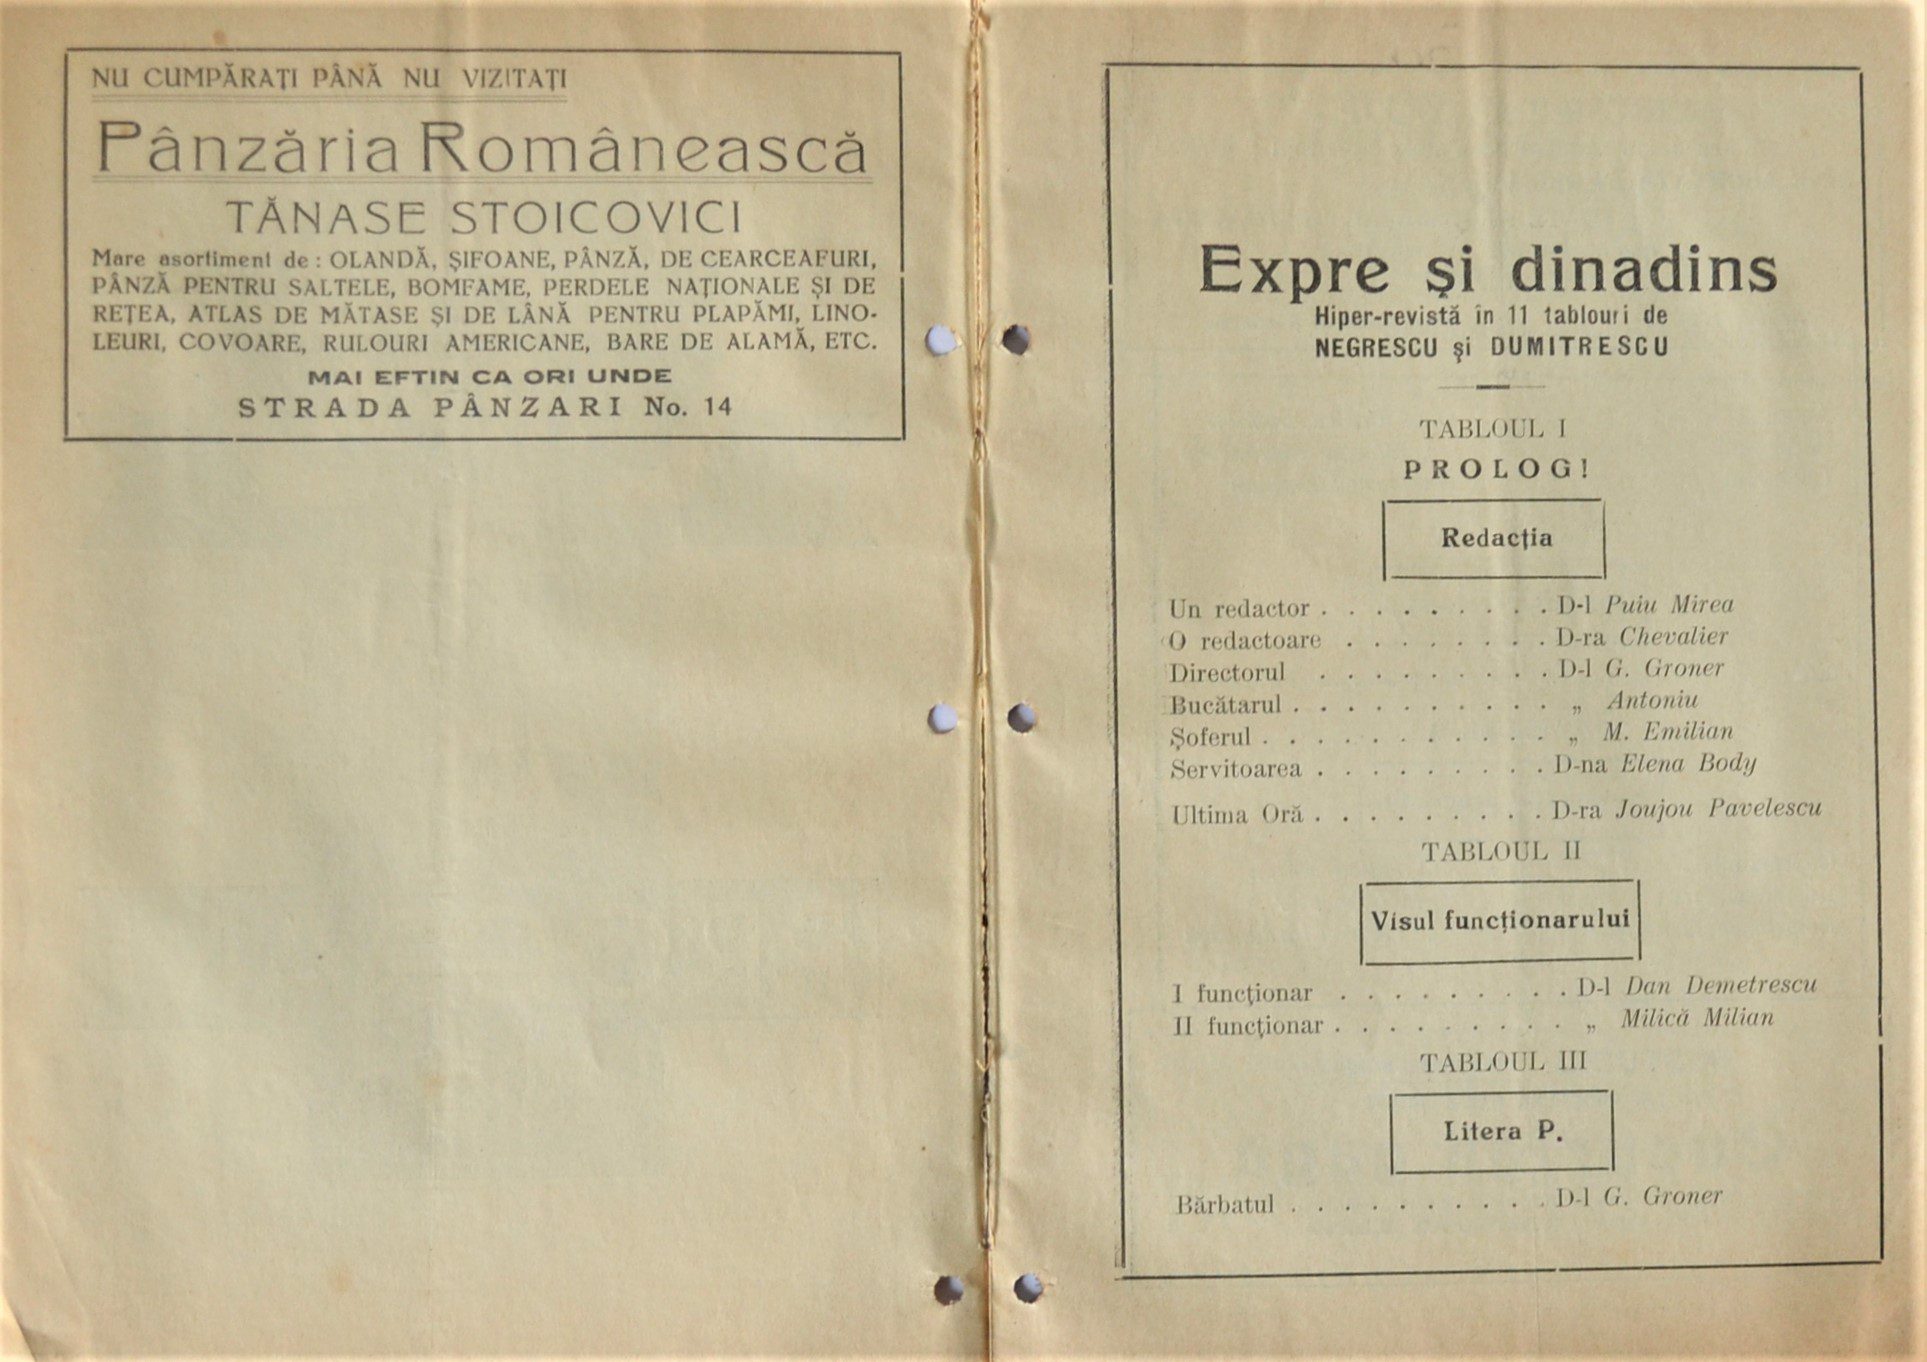 NU CUMPĂRAȚI PÂNĂ NU VIZITAȚI
Pânzăria Românească
TĂNASE STOICOVICI
Mare asortiment de : OLANDĂ, ȘIFOANE, PÂNZĂ, DE CEARCEAFURI,
PÂNZĂ PENTRU SALTELE, BOMFAME, PERDELE NAȚIONALE ȘI DE
REȚEA, ATLAS DE MĂTASE ȘI DE LÂNĂ PENTRU PLAPĂMI, LINO-
LEURI, COVOARE, RULOURI AMERICANE, BARE DE ALAMĂ, ETC.
MAI EFTIN CA ORI UNDE
STRADA PÂNZARI No. 14
Expre și dinadins
Hiper-revistă în 11 tablouri de
NEGRESCU și DUMITRESCU
TABLOUL I
PROLOG!
Redacția
Un redactor . . . . . . . . . D-l Puiu Mirea
O redactoare . . . . . . . . D-ra Chevalier
Directorul . . . . . . . . . D-l G. Groner
Bucătarul . . . . . . . . . . „ Antoniu
Șoferul . . . . . . . . . . . „ M. Emilian
Servitoarea . . . . . . . . . D-na Elena Body
Ultima Oră . . . . . . . . . D-ra Joujou Pavelescu
TABLOUL II
Visul funcționarului
I funcționar . . . . . . . . . D-l Dan Demetrescu
II funcționar . . . . . . . . . „ Milică Milian
TABLOUL III
Litera P.
Bărbatul . . . . . . . . . . D-l G. Groner